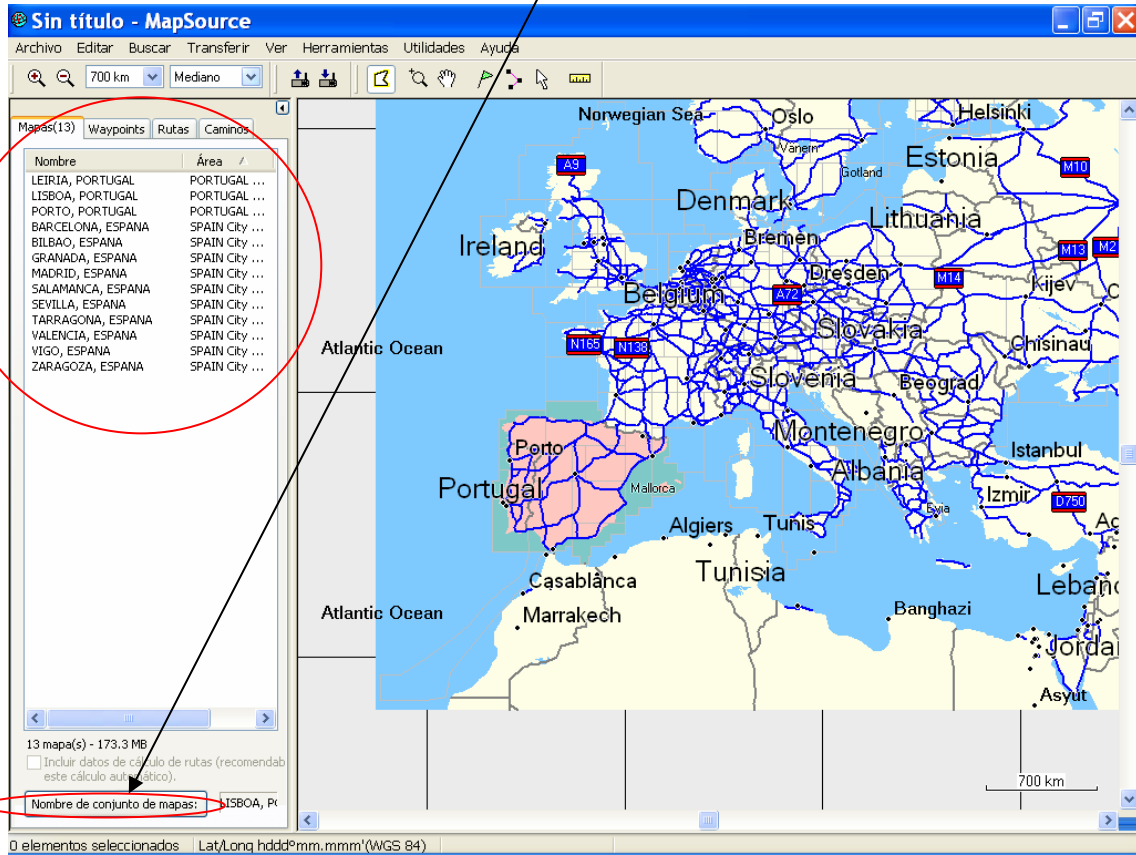 Sin título - MapSource
Archivo Editar Buscar Transferir Ver Herramientas Utilidades Ayuda
700 km Mediano
Mapas(13) Waypoints Rutas Caminos
Nombre Área
LEIRIA, PORTUGAL PORTUGAL ...
LISBOA, PORTUGAL PORTUGAL ...
PORTO, PORTUGAL PORTUGAL ...
BARCELONA, ESPANA SPAIN City ...
BILBAO, ESPANA SPAIN City ...
GRANADA, ESPANA SPAIN City ...
MADRID, ESPANA SPAIN City ...
SALAMANCA, ESPANA SPAIN City ...
SEVILLA, ESPANA SPAIN City ...
TARRAGONA, ESPANA SPAIN City ...
VALENCIA, ESPANA SPAIN City ...
VIGO, ESPANA SPAIN City ...
ZARAGOZA, ESPANA SPAIN City ...
13 mapa(s) - 173.3 MB
Incluir datos de cálculo de rutas (recomendab
este cálculo automático).
Nombre de conjunto de mapas: LISBOA, PO
Norwegian Sea
Oslo
Helsinki
Vanern
Estonia
A9
M10
Gotland
Denmark
Lithuania
Ireland
Bremen
M13
M2
Dresden
M14
Kijev
Belgium
A72
Slovakia
Atlantic Ocean
N165
N138
Chisinau
Slovenia
Beograd
Montenegro
Istanbul
Porto
Albania
Portugal
Mallorca
Izmir
D750
Evia
Algiers
Tunis
Casablanca
Tunisia
Leban
Atlantic Ocean
Marrakech
Banghazi
Jordan
Asyut
700 km
0 elementos seleccionados Lat/Long hdddºmm.mmm'(WGS 84)